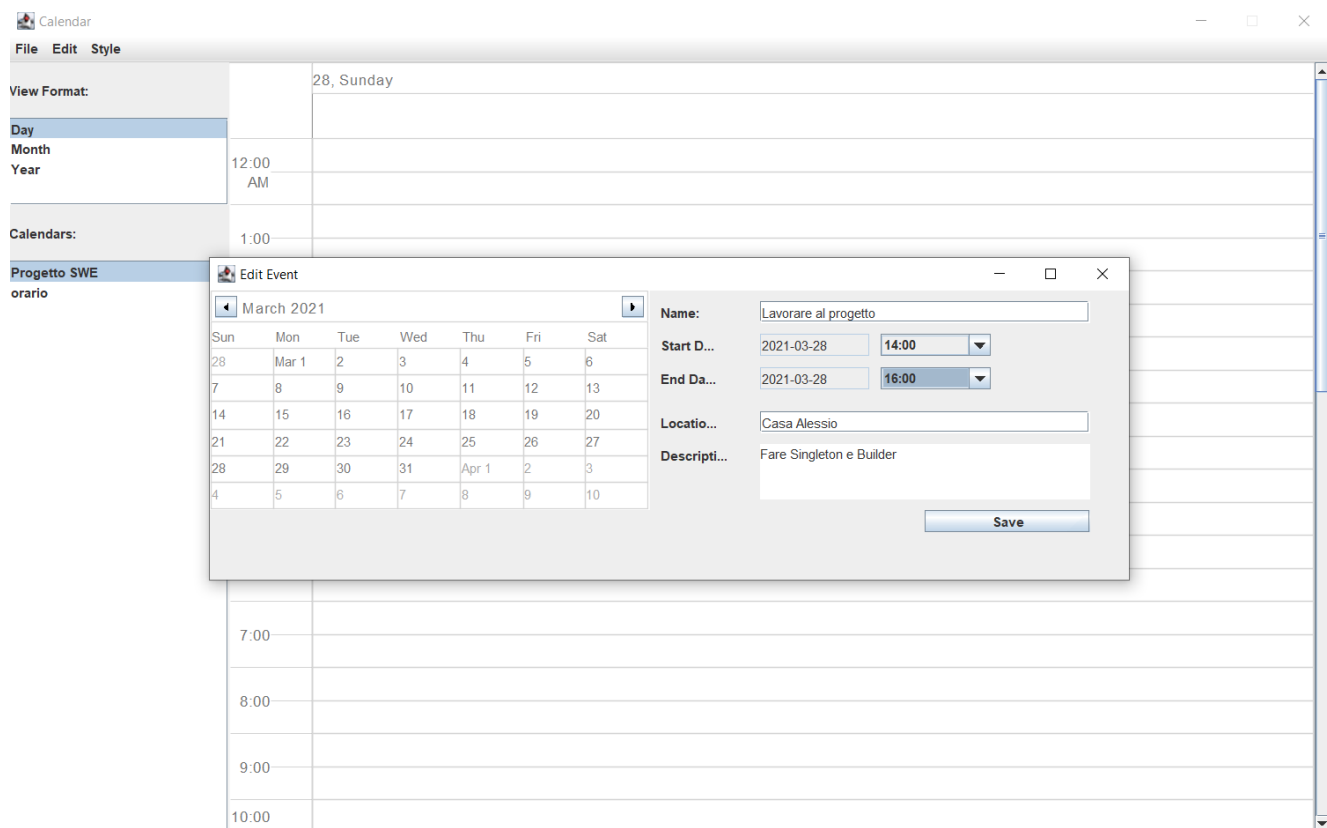 Calendar
File Edit Style
View Format:
Day
Month
Year
Calendars:
Progetto SWE
orario
28, Sunday
12:00
AM
1:00
7:00
8:00
9:00
10:00
Edit Event
March 2021
Sun Mon Tue Wed Thu Fri Sat
28 Mar 1 2 3 4 5 6
7 8 9 10 11 12 13
14 15 16 17 18 19 20
21 22 23 24 25 26 27
28 29 30 31 Apr 1 2 3
4 5 6 7 8 9 10
Name: Lavorare al progetto
Start D... 2021-03-28 14:00
End Da... 2021-03-28 16:00
Locatio... Casa Alessio
Descripti... Fare Singleton e Builder
Save